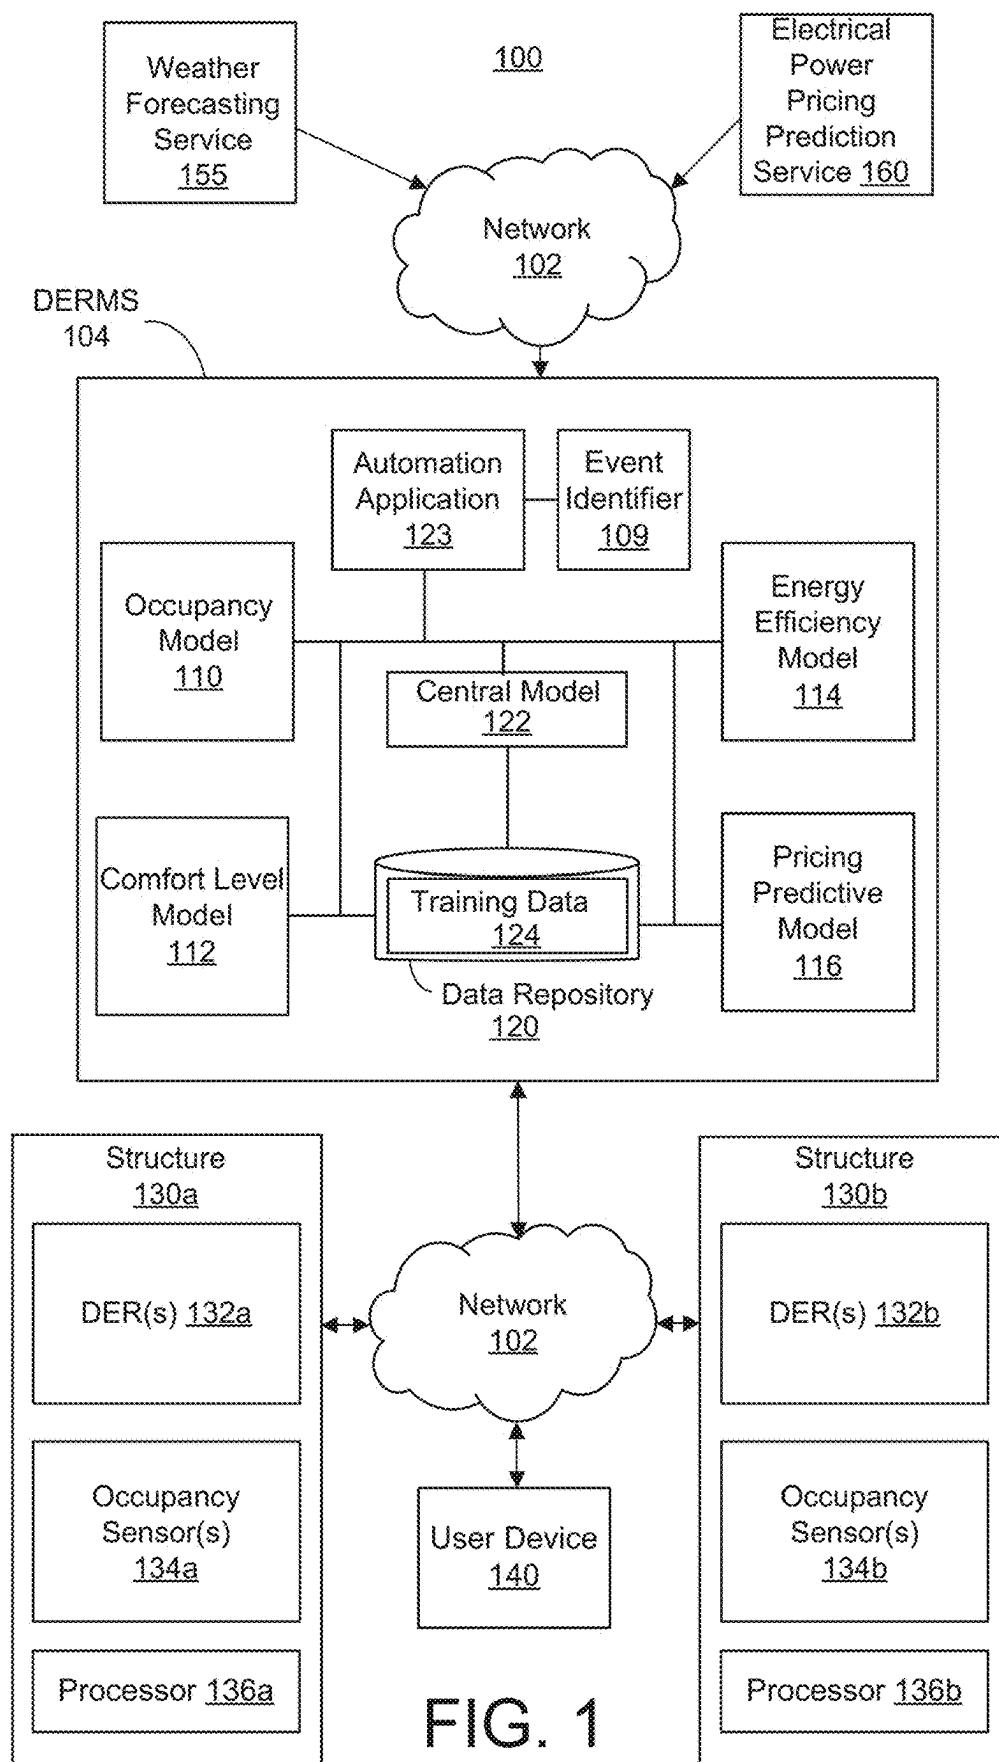 Weather
Forecasting
Service
155
100
Electrical
Power
Pricing
Prediction
Service 160
Network
102
DERMS
104
Automation
Application
123
Event
Identifier
109
Occupancy
Model
110
Energy
Efficiency
Model
114
Central Model
122
Comfort Level
Model
112
Training Data
124
Pricing
Predictive
Model
116
Data Repository
120
Structure
130a
DER(s) 132a
Occupancy
Sensor(s)
134a
Processor 136a
Network
102
User Device
140
Structure
130b
DER(s) 132b
Occupancy
Sensor(s)
134b
Processor 136b
FIG. 1